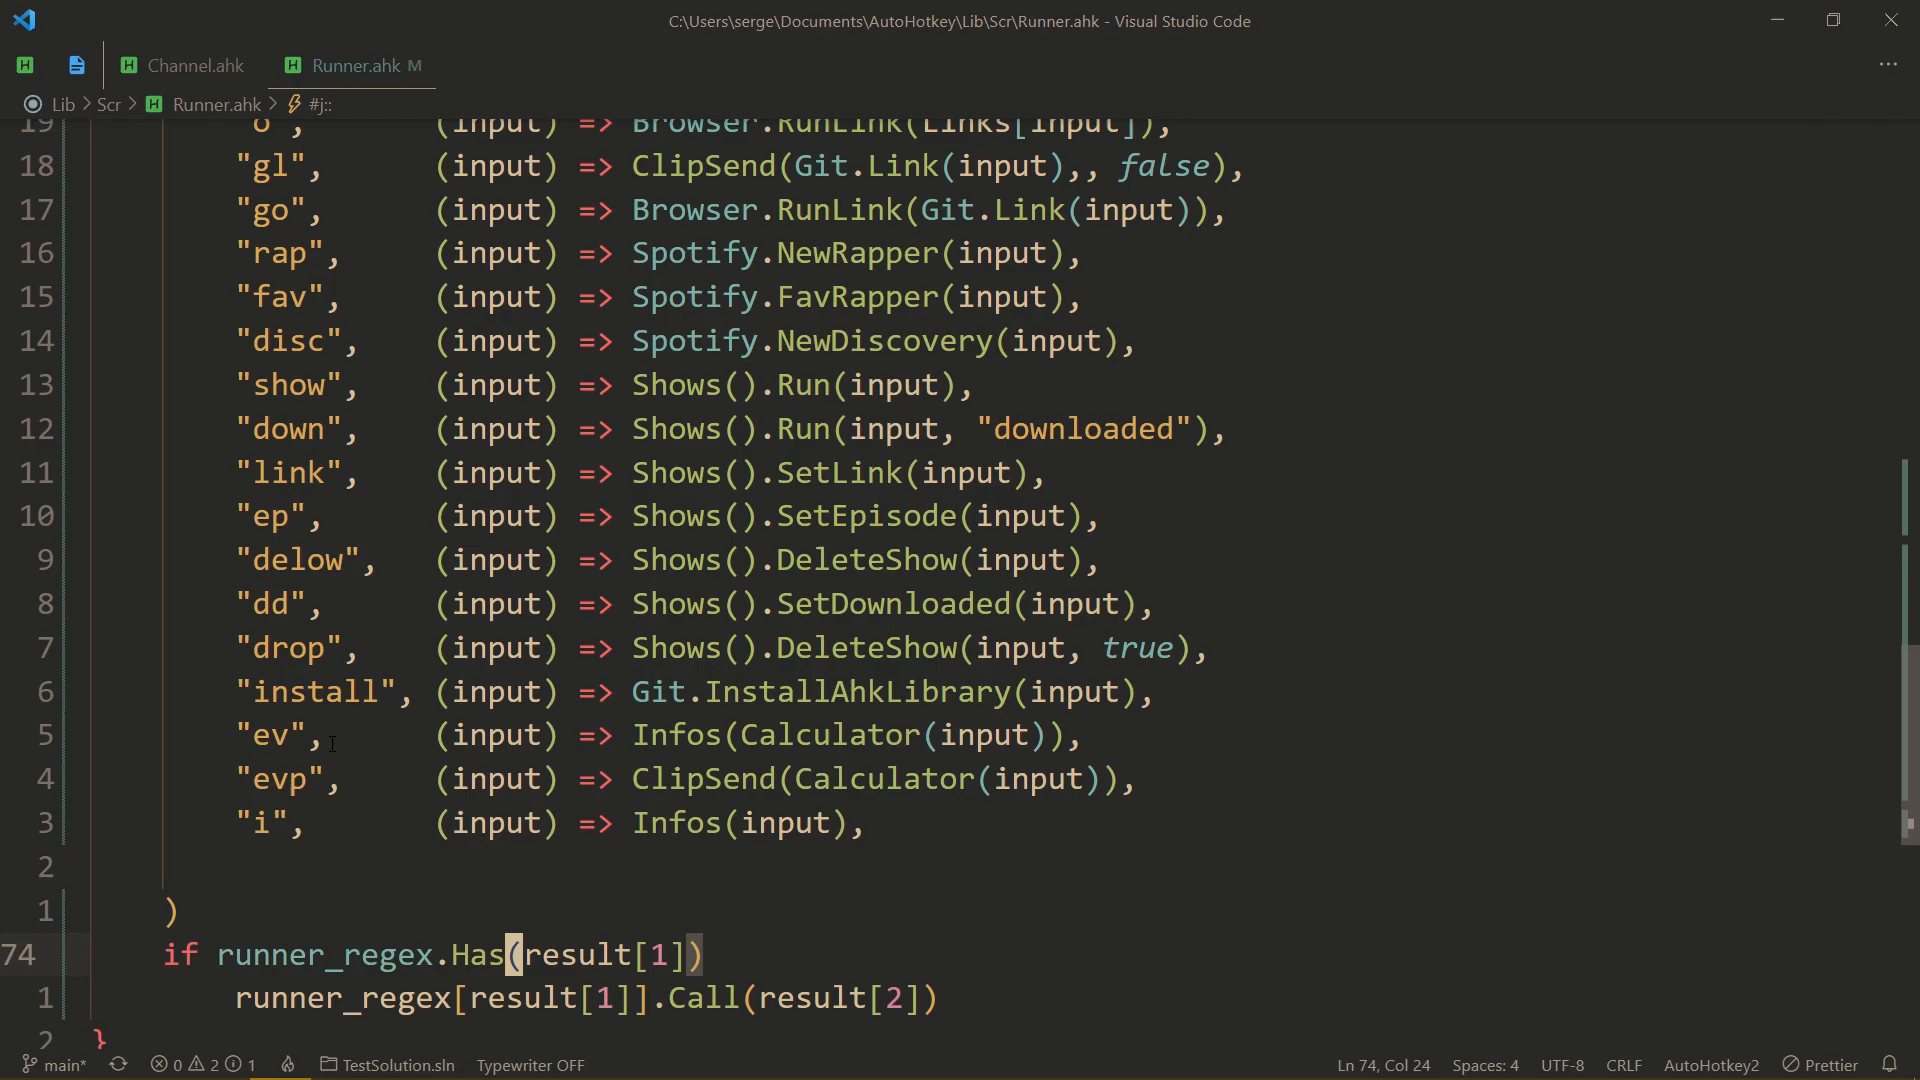 C:\Users\serge\Documents\AutoHotkey\Lib\Scr\Runner.ahk - Visual Studio Code
Channel.ahk Runner.ahk M
Lib > Scr > Runner.ahk > #j::
19 "o", (input) => Browser.RunLink(Links[input]),
18 "gl", (input) => ClipSend(Git.Link(input),, false),
17 "go", (input) => Browser.RunLink(Git.Link(input)),
16 "rap", (input) => Spotify.NewRapper(input),
15 "fav", (input) => Spotify.FavRapper(input),
14 "disc", (input) => Spotify.NewDiscovery(input),
13 "show", (input) => Shows().Run(input),
12 "down", (input) => Shows().Run(input, "downloaded"),
11 "link", (input) => Shows().SetLink(input),
10 "ep", (input) => Shows().SetEpisode(input),
9 "delow", (input) => Shows().DeleteShow(input),
8 "dd", (input) => Shows().SetDownloaded(input),
7 "drop", (input) => Shows().DeleteShow(input, true),
6 "install", (input) => Git.InstallAhkLibrary(input),
5 "ev", (input) => Infos(Calculator(input)),
4 "evp", (input) => ClipSend(Calculator(input)),
3 "i", (input) => Infos(input),
2
1 )
74 if runner_regex.Has(result[1])
1 runner_regex[result[1]].Call(result[2])
2 }
main* 0 2 1 TestSolution.sln Typewriter OFF Ln 74, Col 24 Spaces: 4 UTF-8 CRLF AutoHotkey2 Prettier